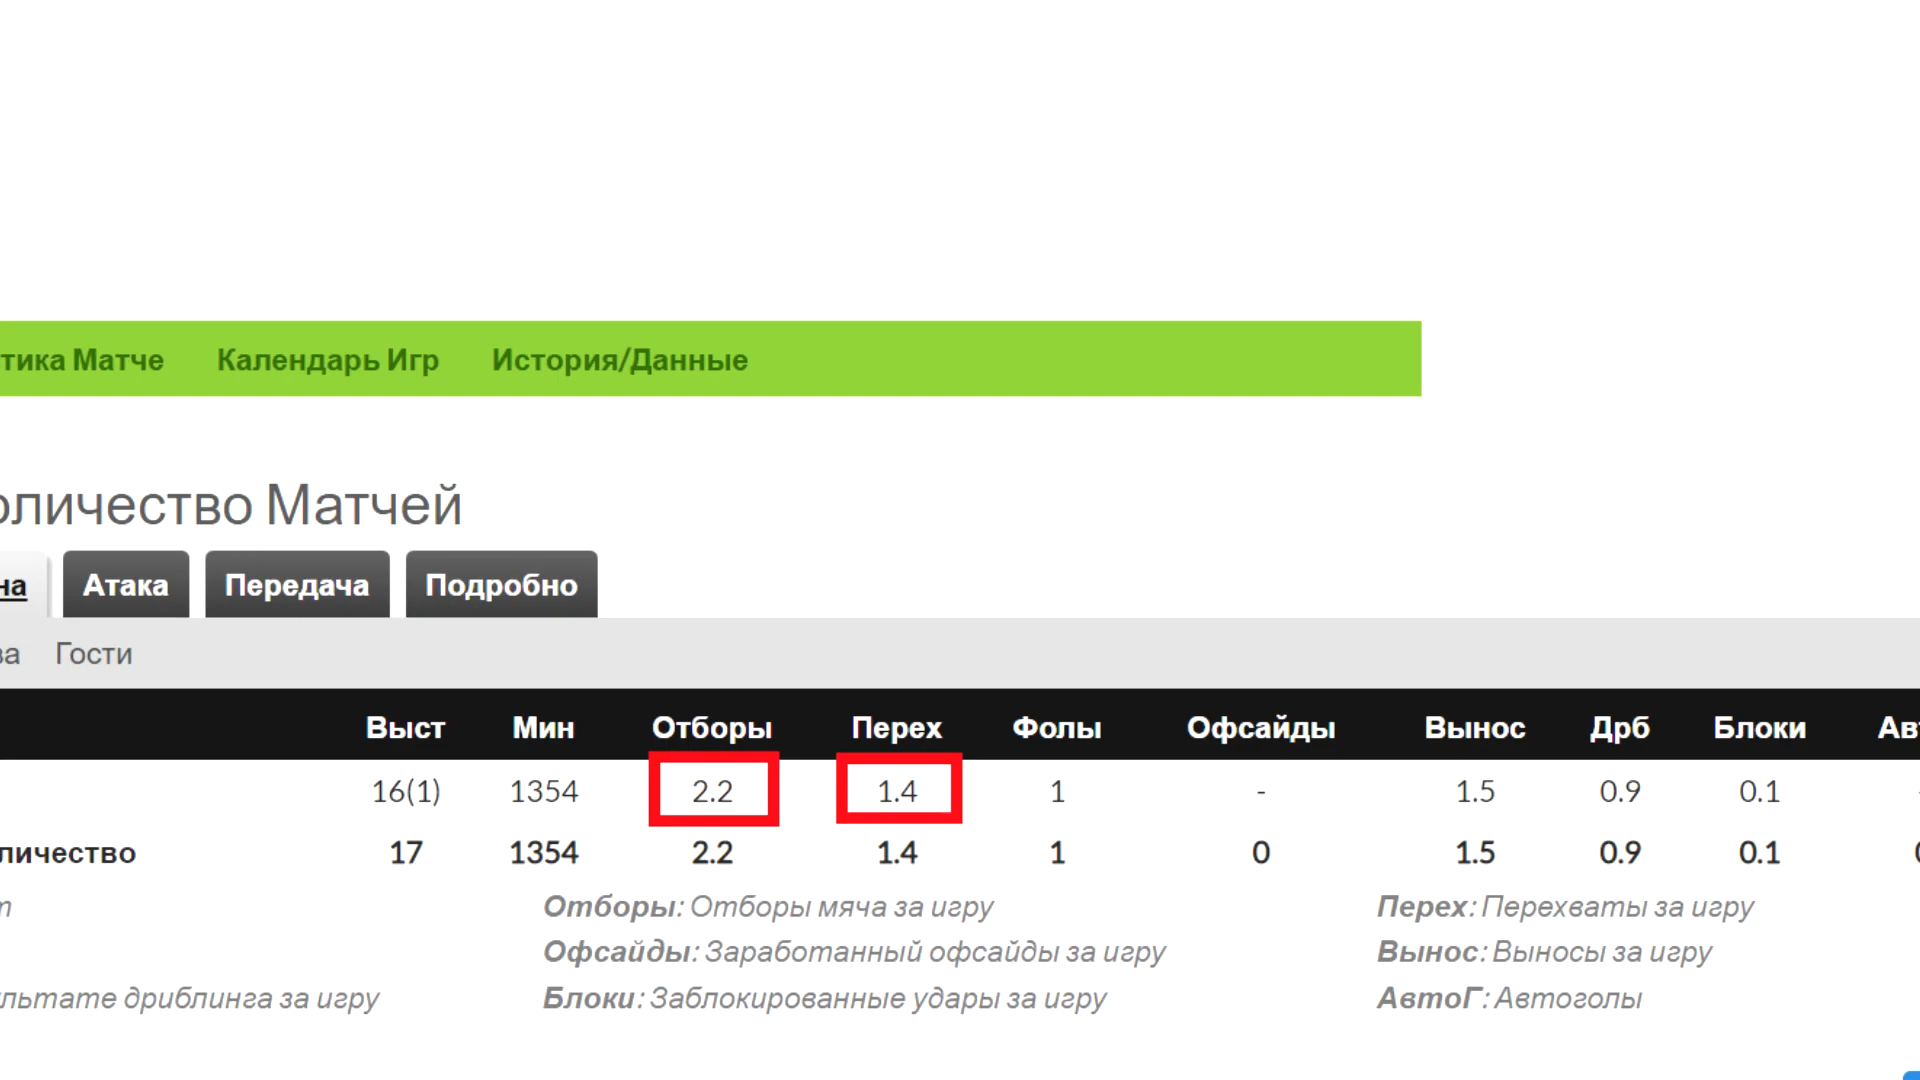 тика Матче Календарь Игр История/Данные
оличество Матчей
на Атака Передача Подробно
ва Гости
Выст Мин Отборы Перех Фолы Офсайды Вынос Дрб Блоки Авт
16(1) 1354 2.2 1.4 1 - 1.5 0.9 0.1
личество 17 1354 2.2 1.4 1 0 1.5 0.9 0.1
т Отборы: Отборы мяча за игру Перех: Перехваты за игру
Офсайды: Заработанный офсайды за игру Вынос: Выносы за игру
льтате дриблинга за игру Блоки: Заблокированные удары за игру АвтоГ: Автоголы